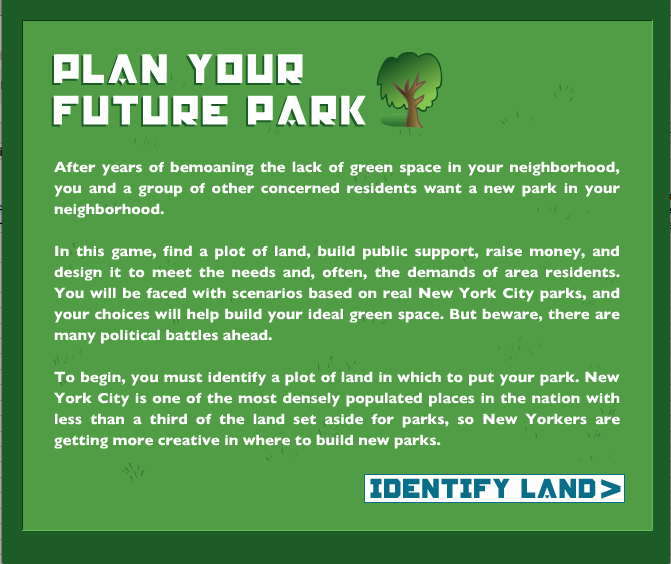 PLAN YOUR
FUTURE PARK
After years of bemoaning the lack of green space in your neighborhood,
you and a group of other concerned residents want a new park in your
neighborhood.
In this game, find a plot of land, build public support, raise money, and
design it to meet the needs and, often, the demands of area residents.
You will be faced with scenarios based on real New York City parks, and
your choices will help build your ideal green space. But beware, there are
many political battles ahead.
To begin, you must identify a plot of land in which to put your park. New
York City is one of the most densely populated places in the nation with
less than a third of the land set aside for parks, so New Yorkers are
getting more creative in where to build new parks.
IDENTIFY LAND >